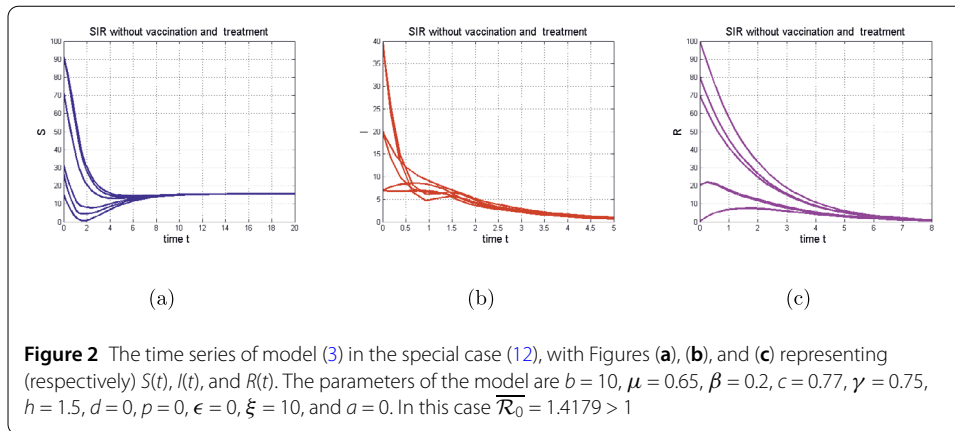 SIR without vaccination and treatment
S
100
90
80
70
60
50
40
30
20
10
0
0 2 4 6 8 10 12 14 16 18 20
time t
(a)
SIR without vaccination and treatment
I
40
35
30
25
20
15
10
5
0
0 0.5 1 1.5 2 2.5 3 3.5 4 4.5 5
time t
(b)
SIR without vaccination and treatment
R
100
90
80
70
60
50
40
30
20
10
0
0 1 2 3 4 5 6 7 8
time t
(c)
Figure 2 The time series of model (3) in the special case (12), with Figures (a), (b), and (c) representing
(respectively) S(t), I(t), and R(t). The parameters of the model are b = 10, μ = 0.65, β = 0.2, c = 0.77, γ = 0.75,
h = 1.5, d = 0, p = 0, ϵ = 0, ξ = 10, and a = 0. In this case \overline{\mathcal{R}_0} = 1.4179 > 1